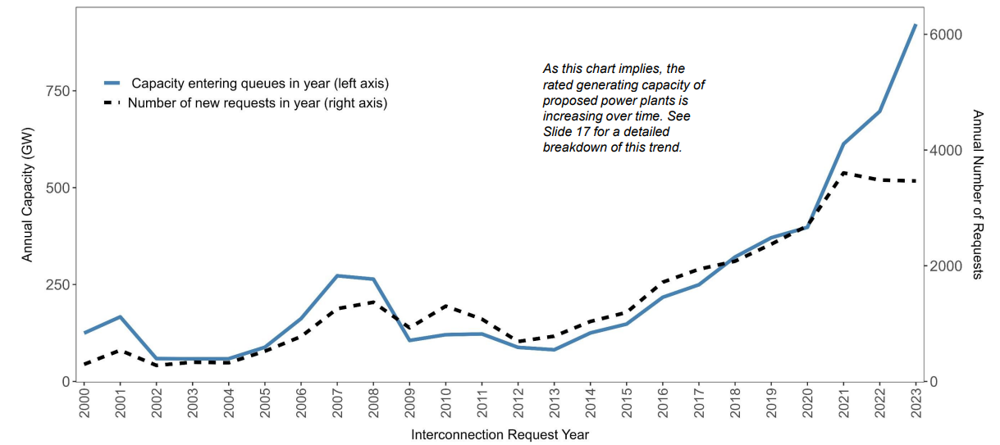 As this chart implies, the
rated generating capacity of
proposed power plants is
increasing over time. See
Slide 17 for a detailed
breakdown of this trend.
Capacity entering queues in year (left axis)
Number of new requests in year (right axis)
Annual Capacity (GW)
750
500
250
0
6000
4000
2000
0
Annual Number of Requests
2000 2001 2002 2003 2004 2005 2006 2007 2008 2009 2010 2011 2012 2013 2014 2015 2016 2017 2018 2019 2020 2021 2022 2023
Interconnection Request Year